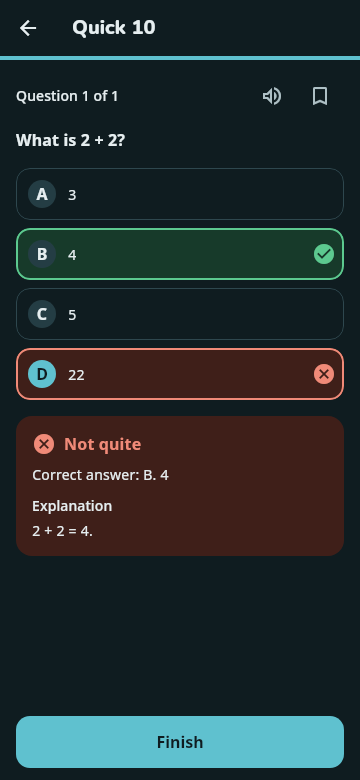 Quick 10
Question 1 of 1
What is 2 + 2?
A 3
B 4
C 5
D 22
Not quite
Correct answer: B. 4
Explanation
2 + 2 = 4.
Finish